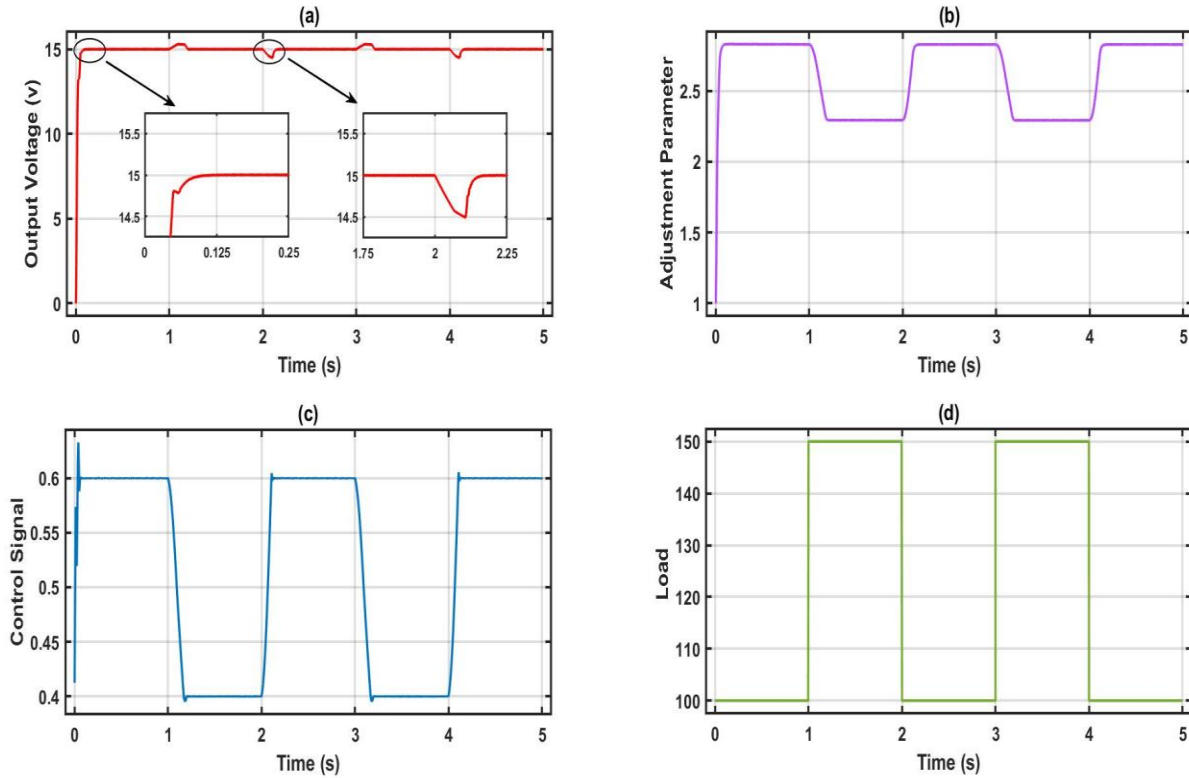 (a)
Output Voltage (v)
15
10
5
0
15.5
15
14.5
0 0.125 0.25
15.5
15
14.5
1.75 2 2.25
0 1 2 3 4 5
Time (s)
(b)
Adjustment Parameter
2.5
2
1.5
1
0 1 2 3 4 5
Time (s)
(c)
Control Signal
0.6
0.55
0.5
0.45
0.4
0 1 2 3 4 5
Time (s)
(d)
Load
150
140
130
120
110
100
0 1 2 3 4 5
Time (s)